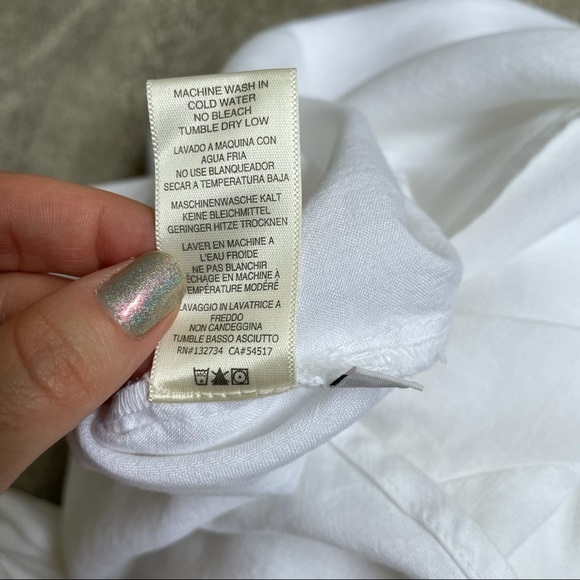 MACHINE WASH IN
COLD WATER
NO BLEACH
TUMBLE DRY LOW
LAVADO A MAQUINA CON
AGUA FRIA
NO USE BLANQUEADOR
SECAR A TEMPERATURA BAJA
MASCHINENWASCHE KALT
KEINE BLEICHMITTEL
GERINGER HITZE TROCKNEN
LAVER EN MACHINE A
L'EAU FROIDE
NE PAS BLANCHIR
ÉCHAGE EN MACHINE À
EMPÉRATURE MODÉRÉ
LAVAGGIO IN LAVATRICE A
FREDDO
NON CANDEGGINA
TUMBLE BASSO ASCIUTTO
RN#132734 CA#54517